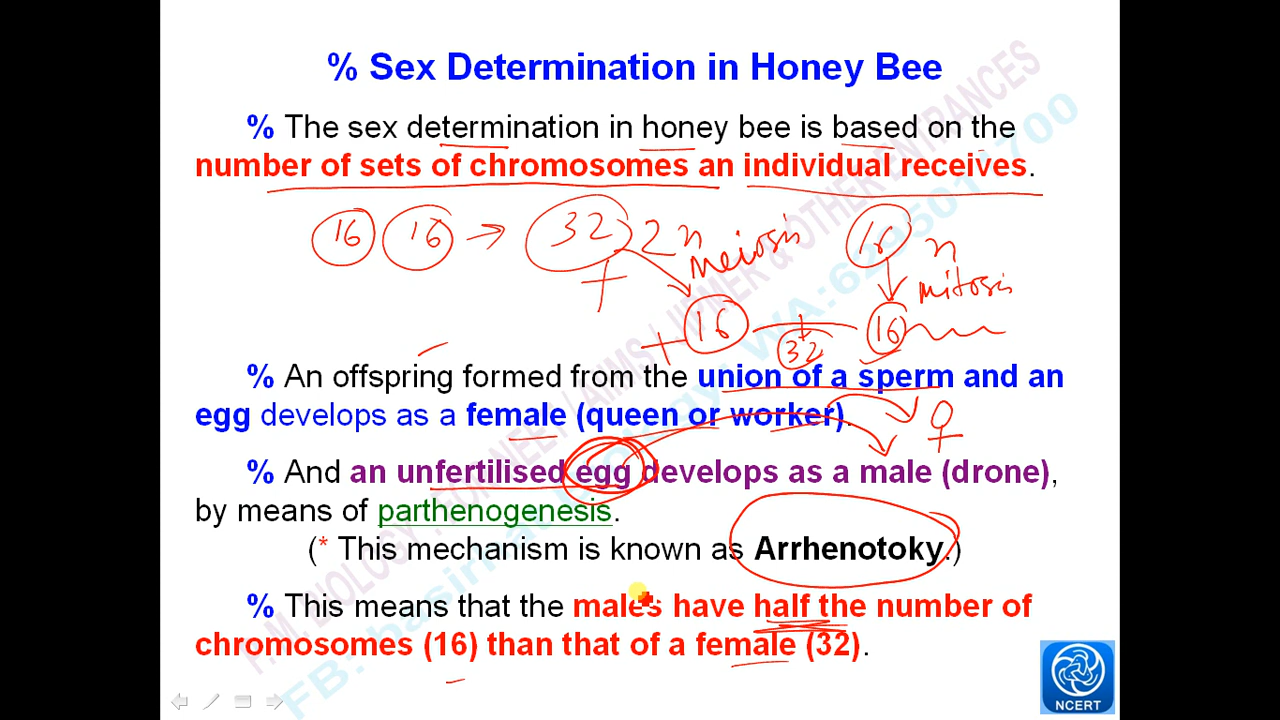 % Sex Determination in Honey Bee
% The sex determination in honey bee is based on the
number of sets of chromosomes an individual receives.
16 16 → 32 2n meiosis 16 n
mitosis
16 16
32
% An offspring formed from the union of a sperm and an
egg develops as a female (queen or worker). ♀
% And an unfertilised egg develops as a male (drone),
by means of parthenogenesis.
(* This mechanism is known as Arrhenotoky.)
% This means that the males have half the number of
chromosomes (16) than that of a female (32).
NCERT